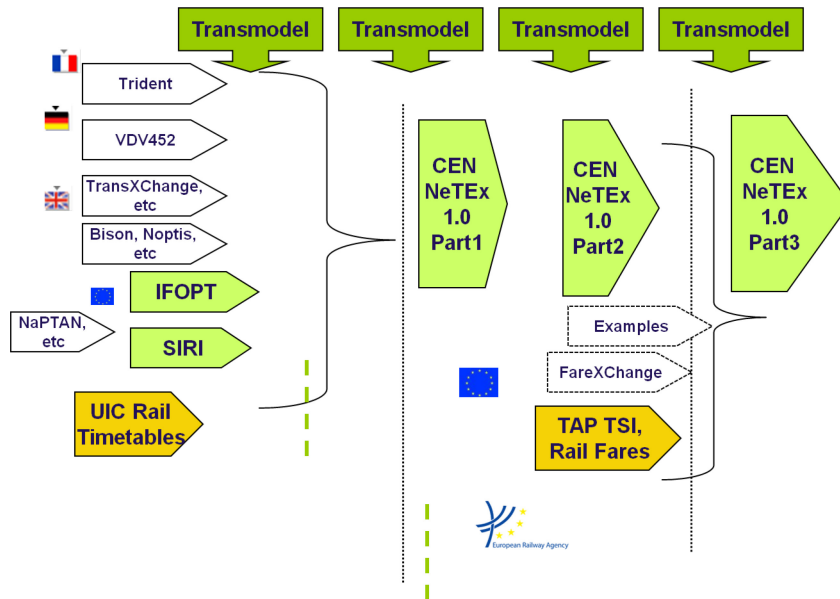 Transmodel
Transmodel
Transmodel
Transmodel
Trident
VDV452
TransXChange,
etc
Bison, Noptis,
etc
IFOPT
NaPTAN,
etc
SIRI
UIC Rail
Timetables
CEN
NeTEx
1.0
Part1
CEN
NeTEx
1.0
Part2
Examples
FareXChange
TAP TSI,
Rail Fares
CEN
NeTEx
1.0
Part3
European Railway Agency